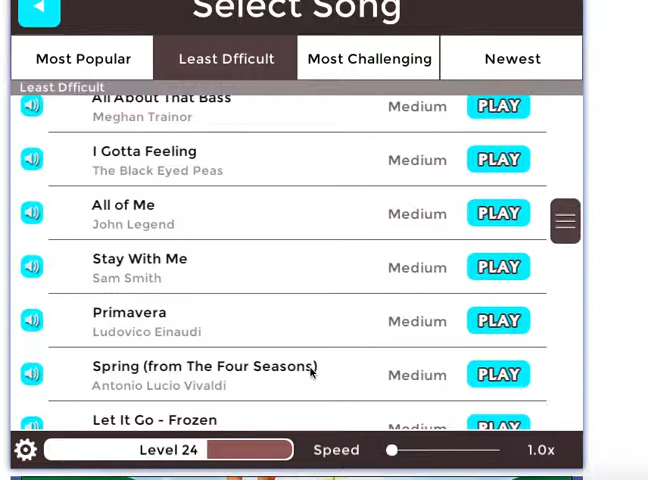 Select Song
Most Popular Least Dfficult Most Challenging Newest
Least Dfficult
All About That Bass
Meghan Trainor
Medium PLAY
I Gotta Feeling
The Black Eyed Peas
Medium PLAY
All of Me
John Legend
Medium PLAY
Stay With Me
Sam Smith
Medium PLAY
Primavera
Ludovico Einaudi
Medium PLAY
Spring (from The Four Seasons)
Antonio Lucio Vivaldi
Medium PLAY
Let It Go - Frozen
Medium PLAY
Level 24 Speed 1.0x